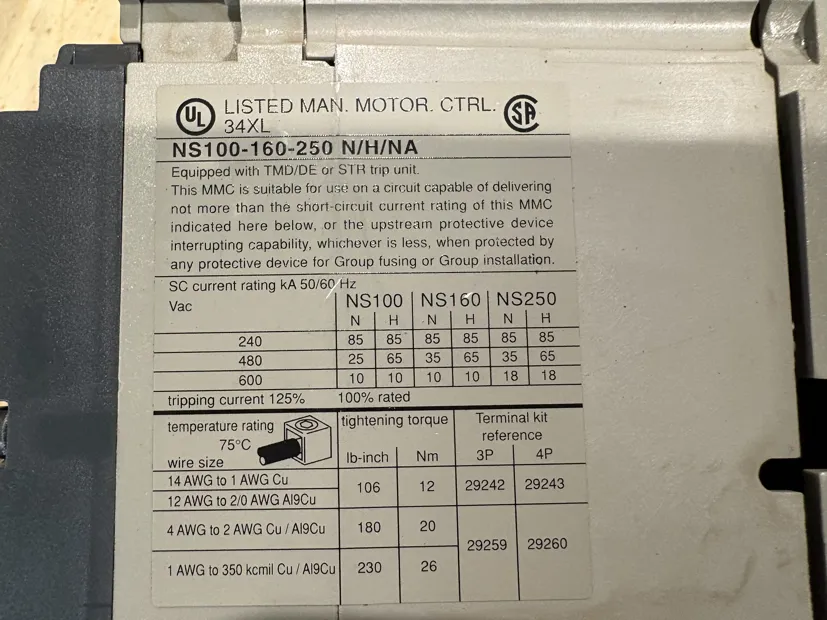 UL LISTED MAN. MOTOR. CTRL. SA
34XL
NS100-160-250 N/H/NA
Equipped with TMD/DE or STR trip unit.
This MMC is suitable for use on a circuit capable of delivering
not more than the short-circuit current rating of this MMC
indicated here below, or the upstream protective device
interrupting capability, whichever is less, when protected by
any protective device for Group fusing or Group installation.
SC current rating kA 50/60 Hz
Vac NS100 NS160 NS250
N H N H N H
240 85 85 85 85 85 85
480 25 65 35 65 35 65
600 10 10 10 10 18 18
tripping current 125% 100% rated
temperature rating tightening torque Terminal kit
75°C reference
wire size lb-inch Nm 3P 4P
14 AWG to 1 AWG Cu 106 12 29242 29243
12 AWG to 2/0 AWG Al9Cu
4 AWG to 2 AWG Cu / Al9Cu 180 20 29259 29260
1 AWG to 350 kcmil Cu / Al9Cu 230 26